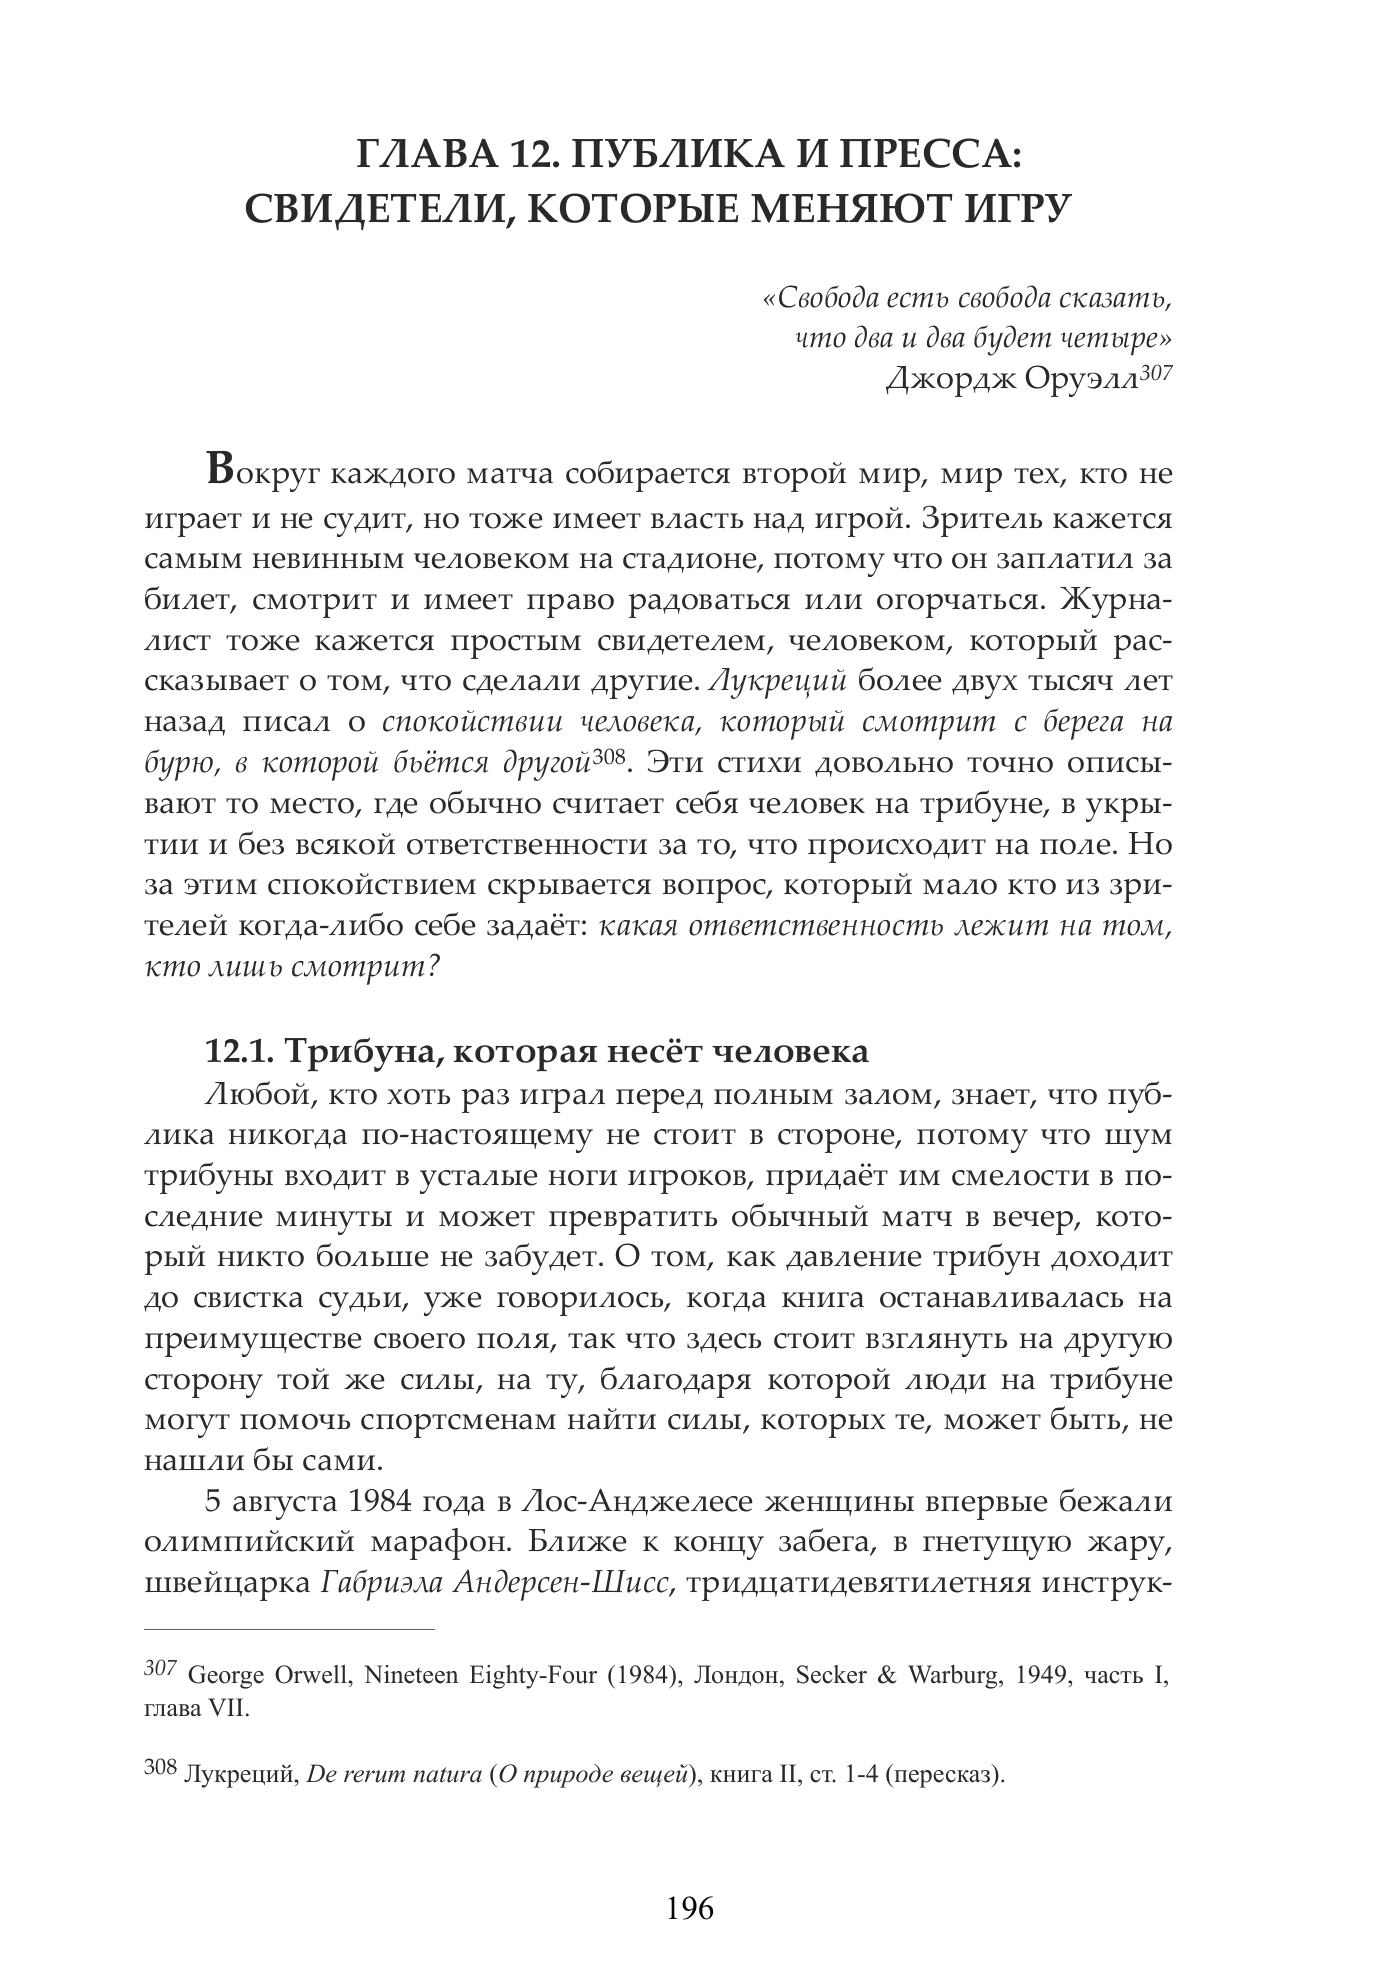 ГЛАВА 12. ПУБЛИКА И ПРЕССА:
СВИДЕТЕЛИ, КОТОРЫЕ МЕНЯЮТ ИГРУ
«Свобода есть свобода сказать,
что два и два будет четыре»
Джордж Оруэлл307
Вокруг каждого матча собирается второй мир, мир тех, кто не
играет и не судит, но тоже имеет власть над игрой. Зритель кажется
самым невинным человеком на стадионе, потому что он заплатил за
билет, смотрит и имеет право радоваться или огорчаться. Журна-
лист тоже кажется простым свидетелем, человеком, который рас-
сказывает о том, что сделали другие. Лукреций более двух тысяч лет
назад писал о спокойствии человека, который смотрит с берега на
бурю, в которой бьётся другой308. Эти стихи довольно точно описы-
вают то место, где обычно считает себя человек на трибуне, в укры-
тии и без всякой ответственности за то, что происходит на поле. Но
за этим спокойствием скрывается вопрос, который мало кто из зри-
телей когда-либо себе задаёт: какая ответственность лежит на том,
кто лишь смотрит?
12.1. Трибуна, которая несёт человека
Любой, кто хоть раз играл перед полным залом, знает, что пуб-
лика никогда по-настоящему не стоит в стороне, потому что шум
трибуны входит в усталые ноги игроков, придаёт им смелости в по-
следние минуты и может превратить обычный матч в вечер, кото-
рый никто больше не забудет. О том, как давление трибун доходит
до свистка судьи, уже говорилось, когда книга останавливалась на
преимуществе своего поля, так что здесь стоит взглянуть на другую
сторону той же силы, на ту, благодаря которой люди на трибуне
могут помочь спортсменам найти силы, которых те, может быть, не
нашли бы сами.
5 августа 1984 года в Лос-Анджелесе женщины впервые бежали
олимпийский марафон. Ближе к концу забега, в гнетущую жару,
швейцарка Габриэла Андерсен-Шисс, тридцатидевятилетняя инструк-
307 George Orwell, Nineteen Eighty-Four (1984), Лондон, Secker & Warburg, 1949, часть I,
глава VII.
308 Лукреций, De rerum natura (О природе вещей), книга II, ст. 1-4 (пересказ).
196